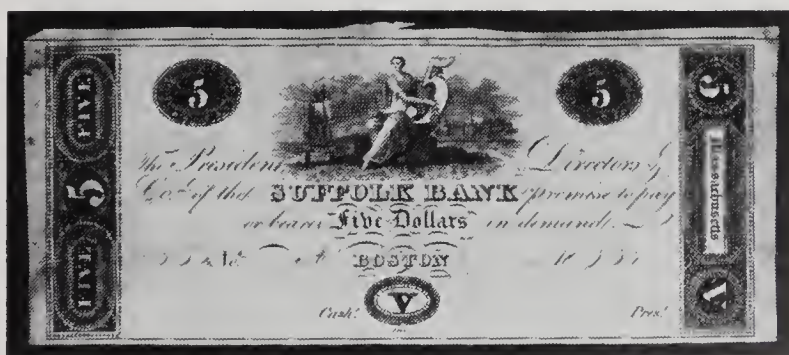 FIVE 5 FIVE
5
5
The President Directors &
Co. of the SUFFOLK BANK promise to pay
or bearer Five Dollars on demand
BOSTON
Cash.^r V Pres.^t
5 Massachusetts V